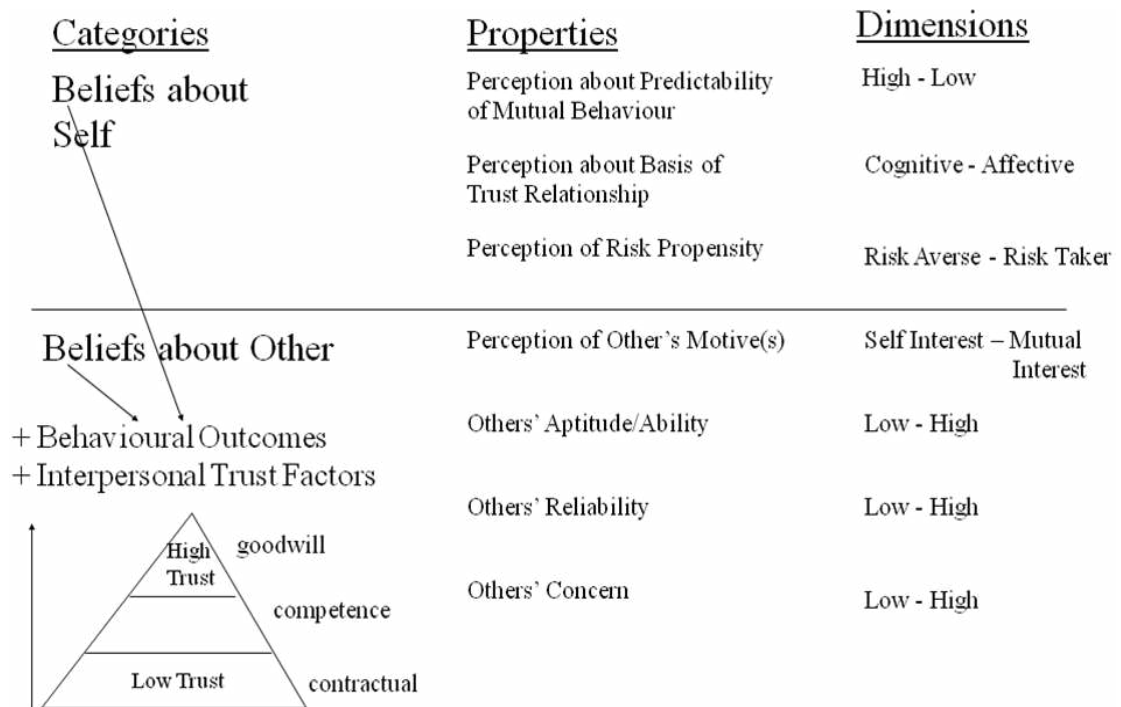 Categories
Properties
Dimensions
Beliefs about
Self
Perception about Predictability
of Mutual Behaviour
High - Low
Perception about Basis of
Trust Relationship
Cognitive - Affective
Perception of Risk Propensity
Risk Averse - Risk Taker
Beliefs about Other
Perception of Other's Motive(s)
Self Interest – Mutual
Interest
+ Behavioural Outcomes
+ Interpersonal Trust Factors
Others' Aptitude/Ability
Low - High
Others' Reliability
Low - High
Others' Concern
Low - High
High
Trust
goodwill
competence
Low Trust
contractual